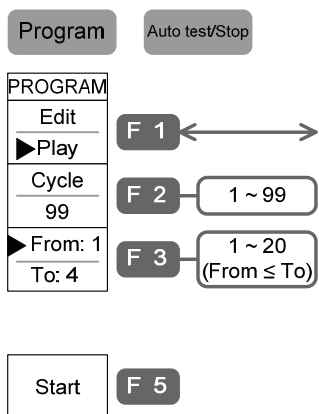 Program
Auto test/Stop
PROGRAM
Edit
Play
F 1
Cycle
99
F 2
1 ~ 99
From: 1
To: 4
F 3
1 ~ 20
(From ≤ To)
Start
F 5